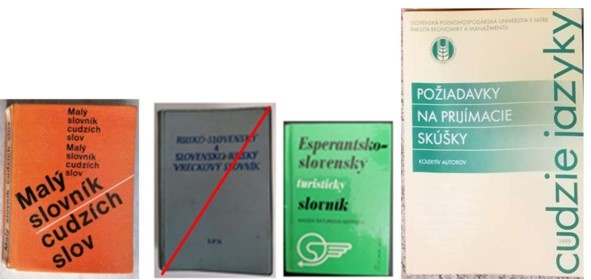 Malý
slovník
cudzích
slov
Malý
slovník
cudzích
slov
Malý
slovník
cudzích
slov
Malý slovník cudzích slov
RUSKO-SLOVENSKÝ
A
SLOVENSKO-RUSKÝ
VRECKOVÝ SLOVNÍK
SPN
Esperantsko-
slovenský
turistický
slovník
SLOVENSKÁ POĽNOHOSPODÁRSKA UNIVERZITA V NITRE
FAKULTA EKONOMIKY A MANAŽMENTU
POŽIADAVKY
NA PRIJÍMACIE
SKÚŠKY
KOLEKTÍV AUTOROV
cudzie jazyky
1999